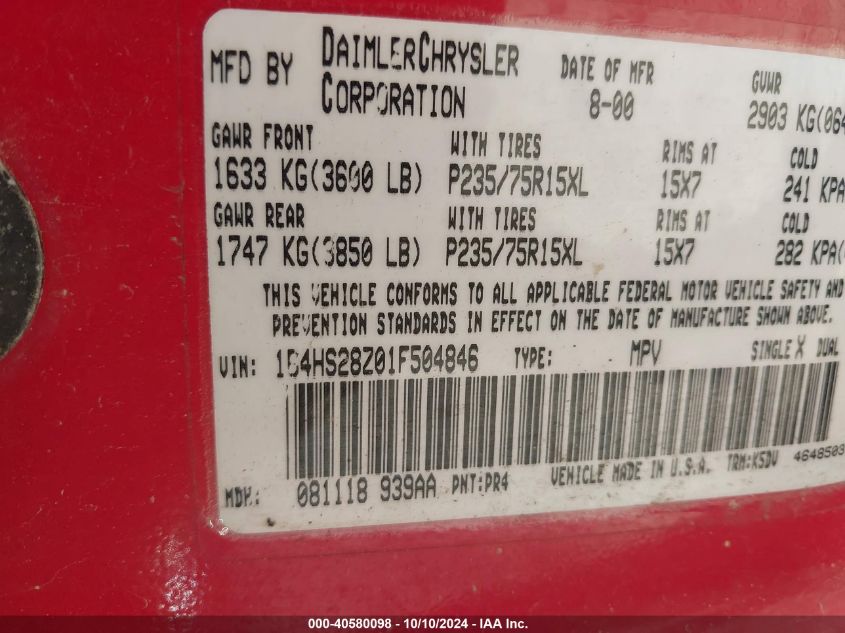 MFD BY DAIMLERCHRYSLER CORPORATION DATE OF MFR 8-00 GVWR 2903 KG(064
GAWR FRONT WITH TIRES RIMS AT COLD
1633 KG(3600 LB) P235/75R15XL 15X7 241 KPA
GAWR REAR WITH TIRES RIMS AT COLD
1747 KG(3850 LB) P235/75R15XL 15X7 282 KPA(
THIS VEHICLE CONFORMS TO ALL APPLICABLE FEDERAL MOTOR VEHICLE SAFETY AND
PREVENTION STANDARDS IN EFFECT ON THE DATE OF MANUFACTURE SHOWN ABOVE.
VIN: 1B4HS28Z01F504846 TYPE: MPV SINGLE X DUAL
MDH: 081118 939AA PNT:PR4 VEHICLE MADE IN U.S.A. TRM:K5DV 4648503
000-40580098 - 10/10/2024 - IAA Inc.